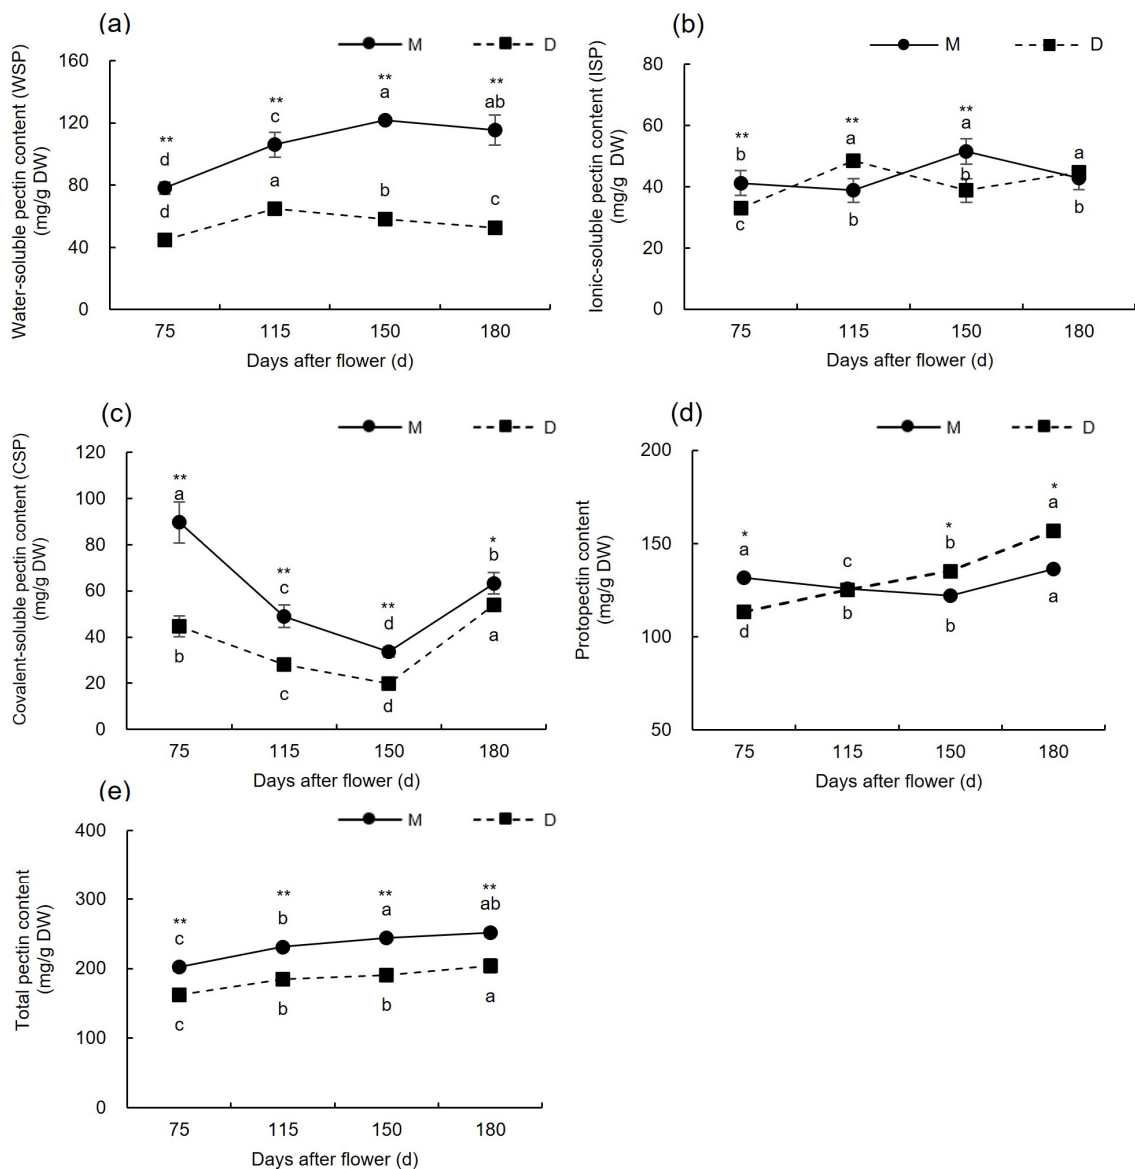 (a)
M D
Water-soluble pectin content (WSP)
(mg/g DW)
160
120
80
40
0
** ** ** **
d c a ab
d a b c
75 115 150 180
Days after flower (d)
(b)
M D
Ionic-soluble pectin content (ISP)
(mg/g DW)
80
60
40
20
0
** ** **
b a a a
c b b b
75 115 150 180
Days after flower (d)
(c)
M D
Covalent-soluble pectin content (CSP)
(mg/g DW)
120
100
80
60
40
20
0
** ** ** *
a c d b
b c d a
75 115 150 180
Days after flower (d)
(d)
M D
Protopectin content
(mg/g DW)
200
150
100
50
* * *
a c b a
d b b a
75 115 150 180
Days after flower (d)
(e)
M D
Total pectin content
(mg/g DW)
400
300
200
100
0
** ** ** **
c b a ab
c b b a
75 115 150 180
Days after flower (d)